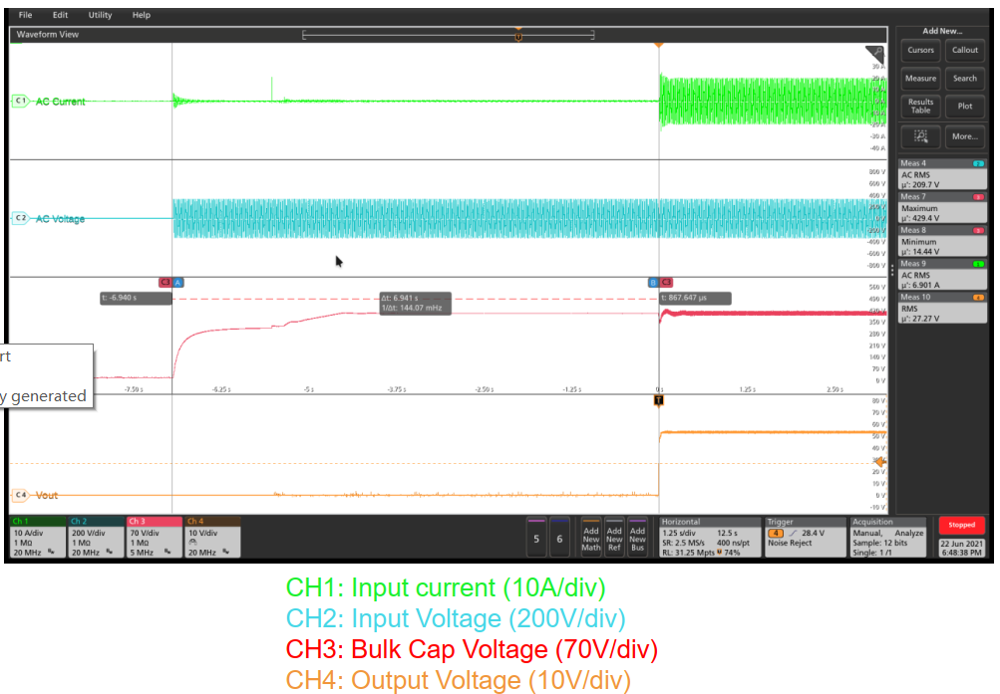 File Edit Utility Help
Waveform View
Add New...
Cursors Callout
Measure Search
Results Table Plot
More...
C1 AC Current
30 A
-20 A
-30 A
-40 A
Meas 4 2
AC RMS
µ': 209.7 V
Meas 7 3
Maximum
µ': 429.4 V
Meas 8 3
Minimum
µ': 14.44 V
Meas 9 1
AC RMS
µ': 6.901 A
Meas 10 4
RMS
µ': 27.27 V
C2 AC Voltage
800 V
600 V
400 V
-400 V
-600 V
-800 V
C3 A B C3
t: -6.940 s
Δt: 6.941 s
1/Δt: 144.07 mHz
t: 867.647 µs
560 V
490 V
350 V
280 V
210 V
140 V
70 V
0 V
rt
y generated
-7.50 s -6.25 s -5 s -3.75 s -2.50 s -1.25 s 0 s 1.25 s 2.50 s
T
80 V
70 V
60 V
50 V
40 V
30 V
20 V
10 V
0 V
-10 V
C4 Vout
Ch 1
10 A/div
1 MΩ
20 MHz
Ch 2
200 V/div
1 MΩ
20 MHz
Ch 3
70 V/div
1 MΩ
5 MHz
Ch 4
10 V/div
20 MHz
5 6
Add New Math
Add New Ref
Add New Bus
Horizontal
1.25 s/div 12.5 s
SR: 2.5 MS/s 400 ns/pt
RL: 31.25 Mpts 74%
Trigger
4 28.4 V
Noise Reject
Acquisition
Manual, Analyze
Sample: 12 bits
Single: 1 /1
Stopped
22 Jun 2021
6:48:38 PM
CH1: Input current (10A/div)
CH2: Input Voltage (200V/div)
CH3: Bulk Cap Voltage (70V/div)
CH4: Output Voltage (10V/div)